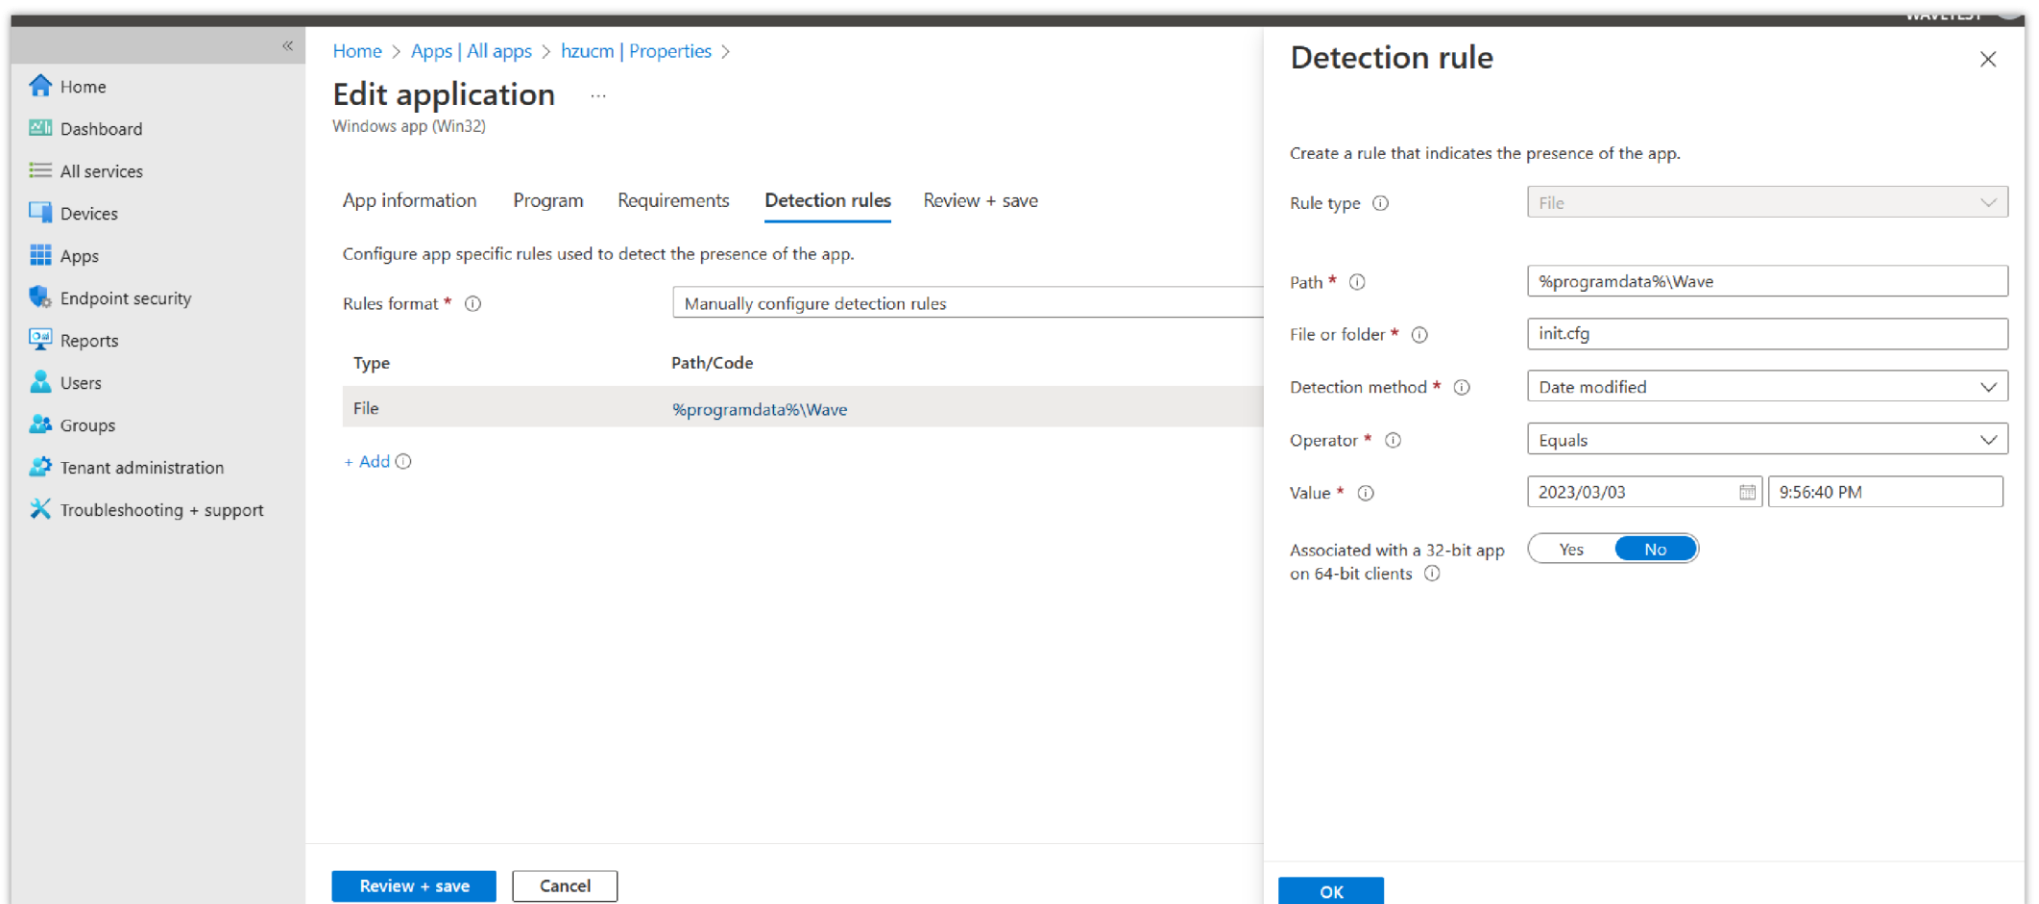 WAVETEST
«
Home
Dashboard
All services
Devices
Apps
Endpoint security
Reports
Users
Groups
Tenant administration
Troubleshooting + support
Home > Apps | All apps > hzucm | Properties >
Edit application ...
Windows app (Win32)
App information Program Requirements Detection rules Review + save
Configure app specific rules used to detect the presence of the app.
Rules format * Manually configure detection rules
Type Path/Code
File %programdata%\Wave
+ Add
Review + save Cancel
Detection rule
Create a rule that indicates the presence of the app.
Rule type File
Path * %programdata%\Wave
File or folder * init.cfg
Detection method * Date modified
Operator * Equals
Value * 2023/03/03 9:56:40 PM
Associated with a 32-bit app on 64-bit clients Yes No
OK